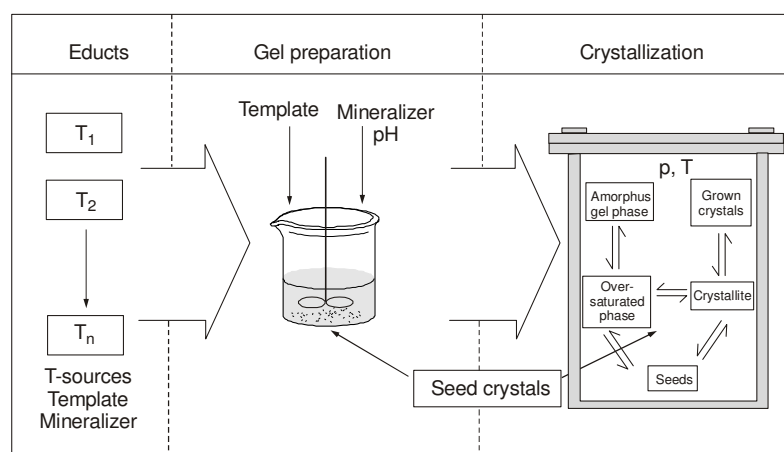 Educts
Gel preparation
Crystallization
T1
T2
Tn
T-sources
Template
Mineralizer
Template
Mineralizer
pH
Seed crystals
p, T
Amorphus
gel phase
Grown
crystals
Over-
saturated
phase
Crystallite
Seeds